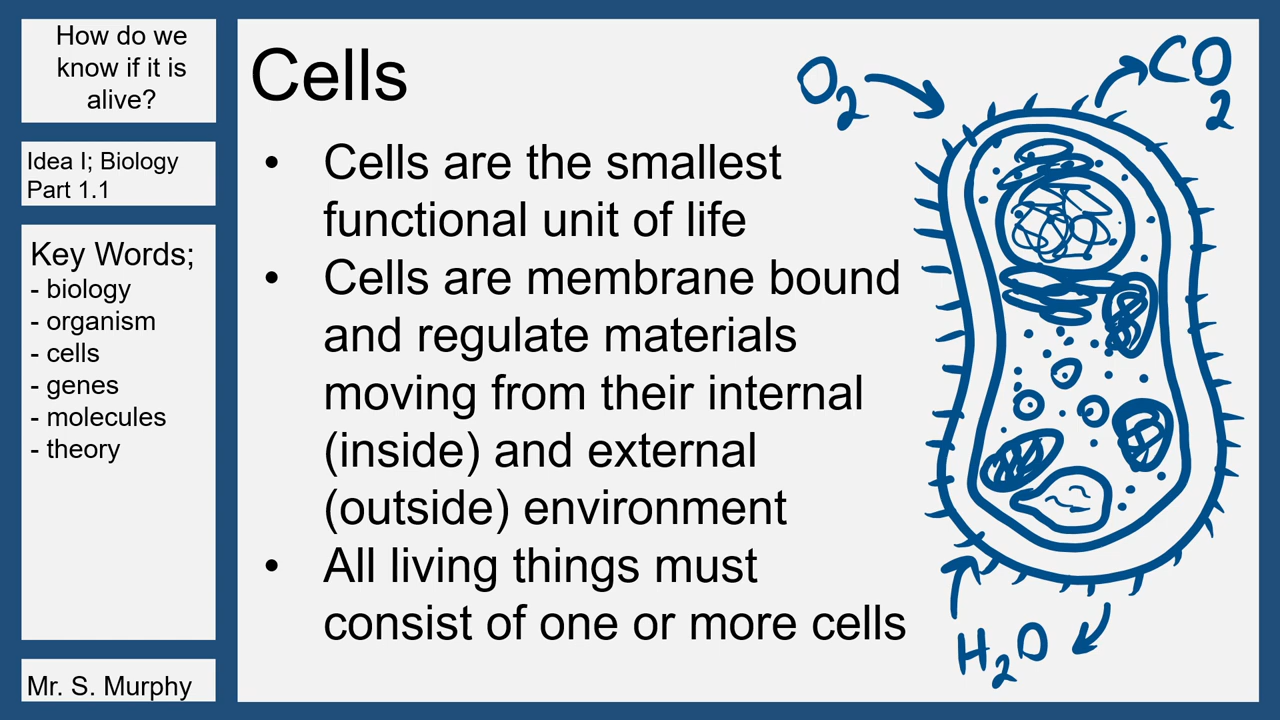 How do we
know if it is
alive?
Idea I; Biology
Part 1.1
Key Words;
- biology
- organism
- cells
- genes
- molecules
- theory
Mr. S. Murphy
Cells
• Cells are the smallest
functional unit of life
• Cells are membrane bound
and regulate materials
moving from their internal
(inside) and external
(outside) environment
• All living things must
consist of one or more cells
O2
CO2
H2O